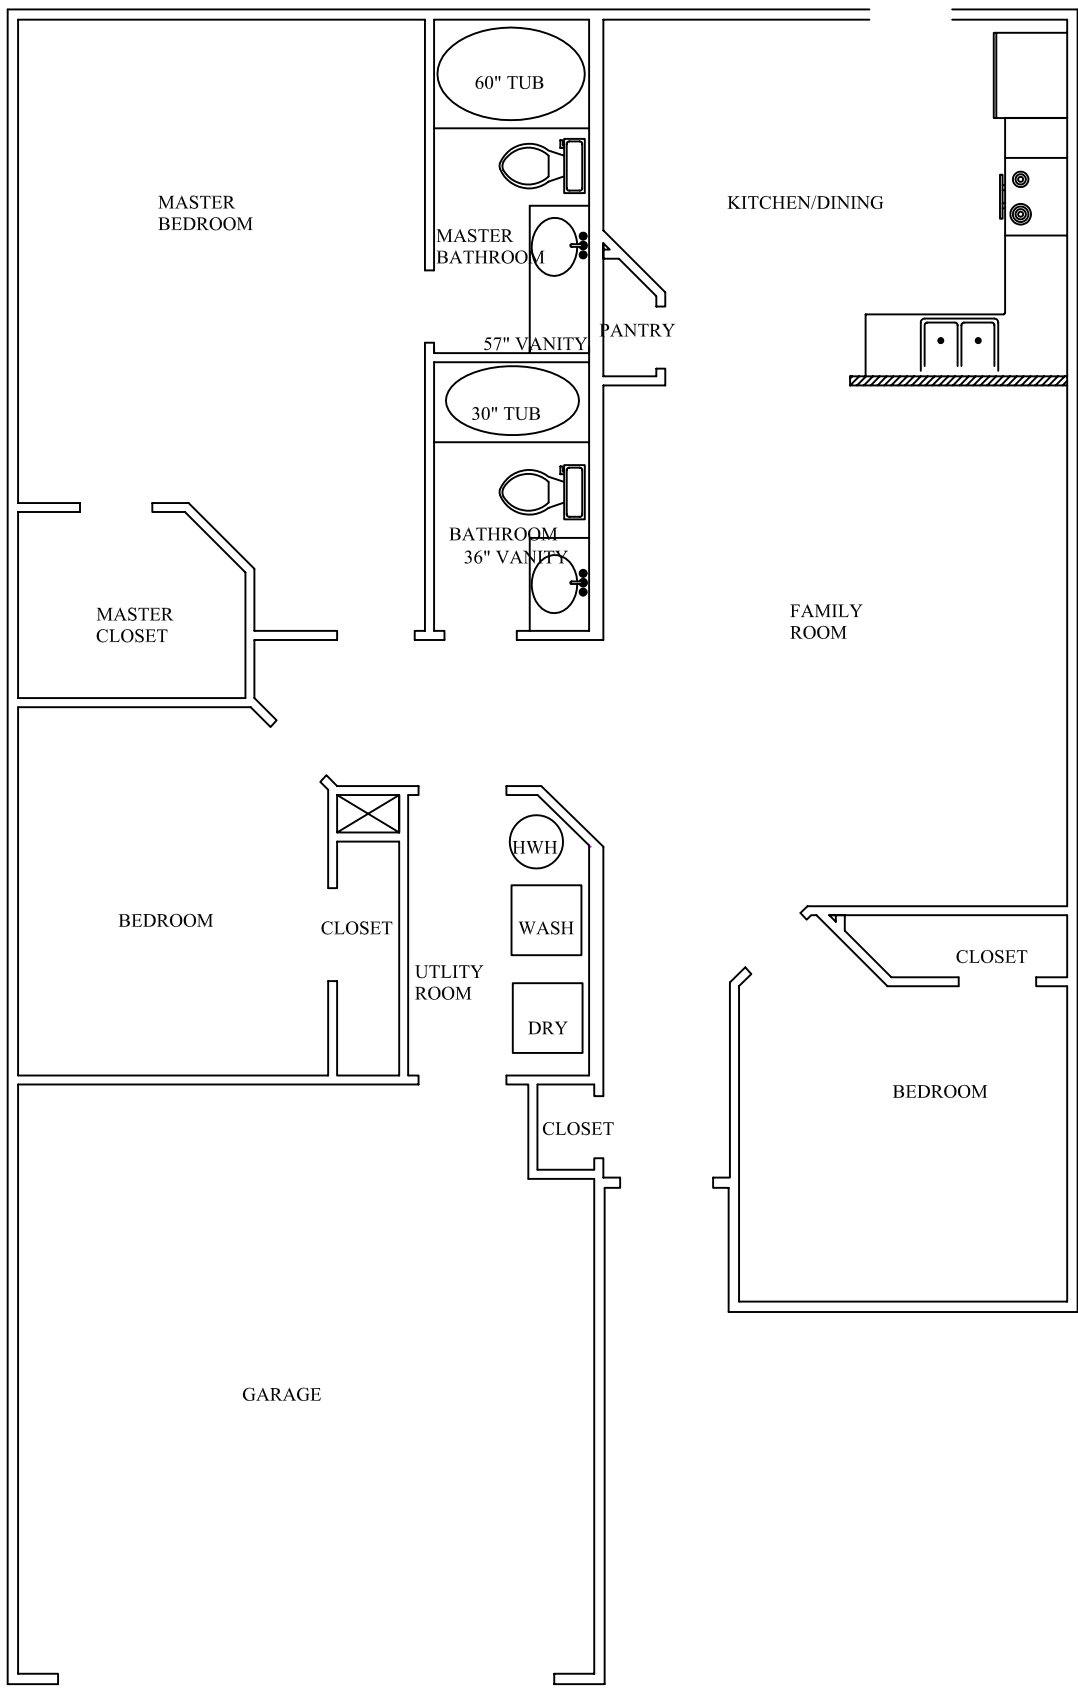 60" TUB
MASTER
BEDROOM
KITCHEN/DINING
MASTER
BATHROOM
PANTRY
57" VANITY
30" TUB
BATHROOM
36" VANITY
MASTER
CLOSET
FAMILY
ROOM
HWH
BEDROOM
CLOSET
WASH
CLOSET
UTLITY
ROOM
DRY
BEDROOM
CLOSET
GARAGE